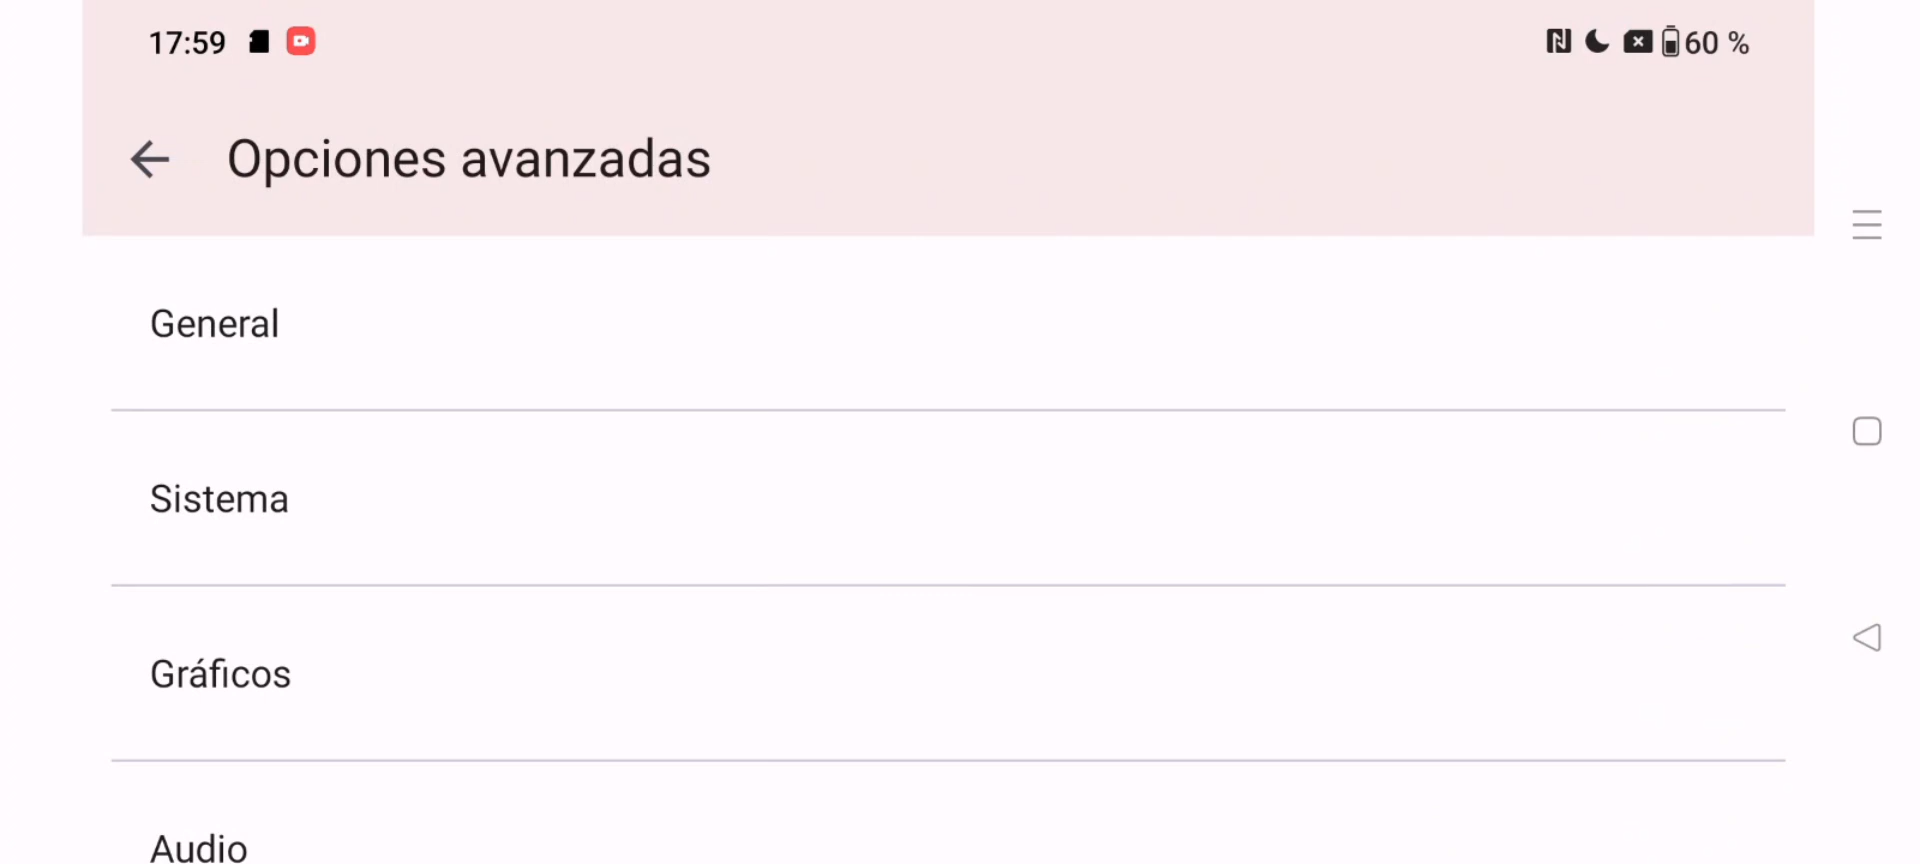 17:59 60 %
Opciones avanzadas
General
Sistema
Gráficos
Audio